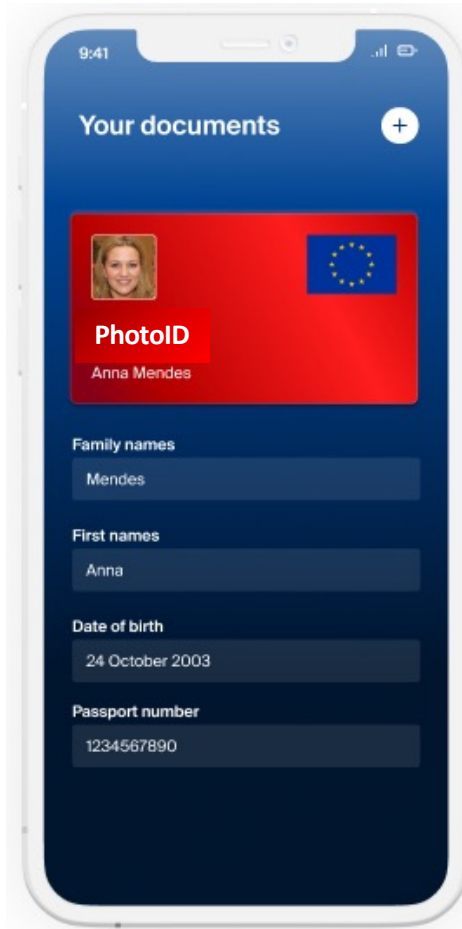 9:41
Your documents
+
PhotoID
Anna Mendes
Family names
Mendes
First names
Anna
Date of birth
24 October 2003
Passport number
1234567890